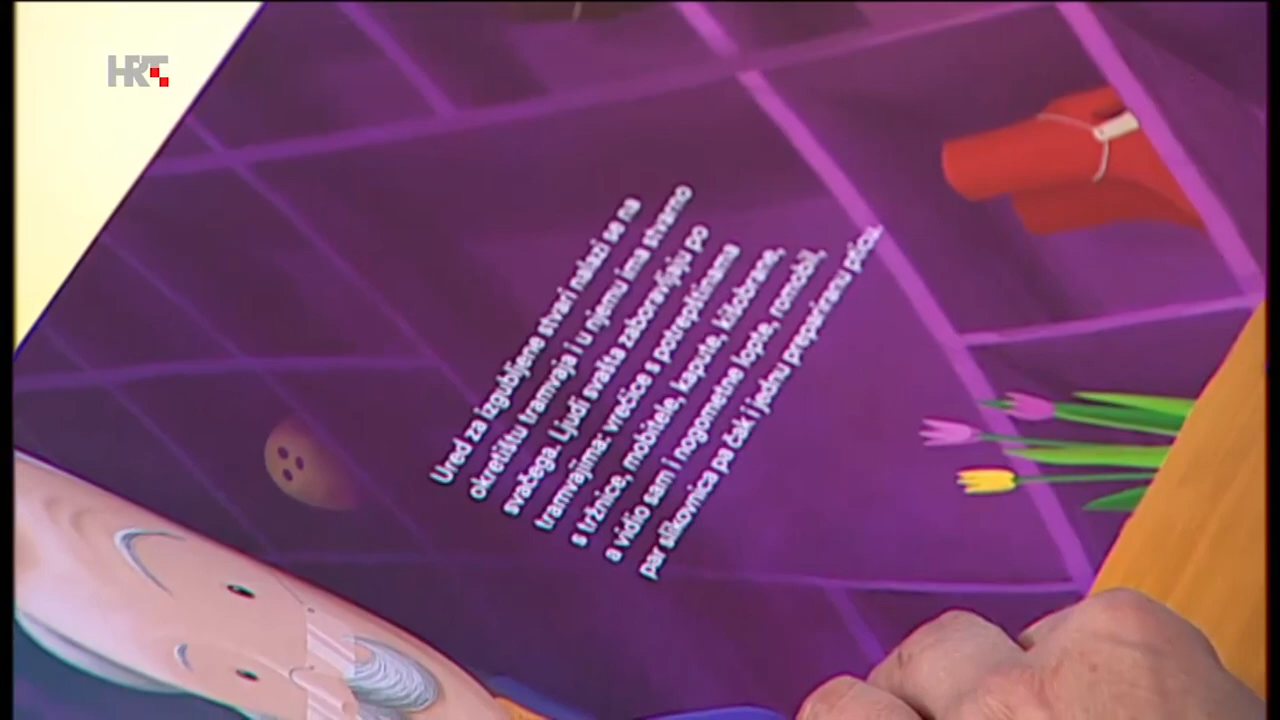 HRT
Ured za izgubljene stvari nalazi se na
okretištu tramvaja i u njemu ima stvarno
svačega. Ljudi svašta zaboravljaju po
tramvajima: vrećice s potrepštinama
s tržnice, mobitele, kapute, kišobrane,
a vidio sam i nogometne lopte, romobil,
par slikovnica pa čak i jednu prepariranu pticu.